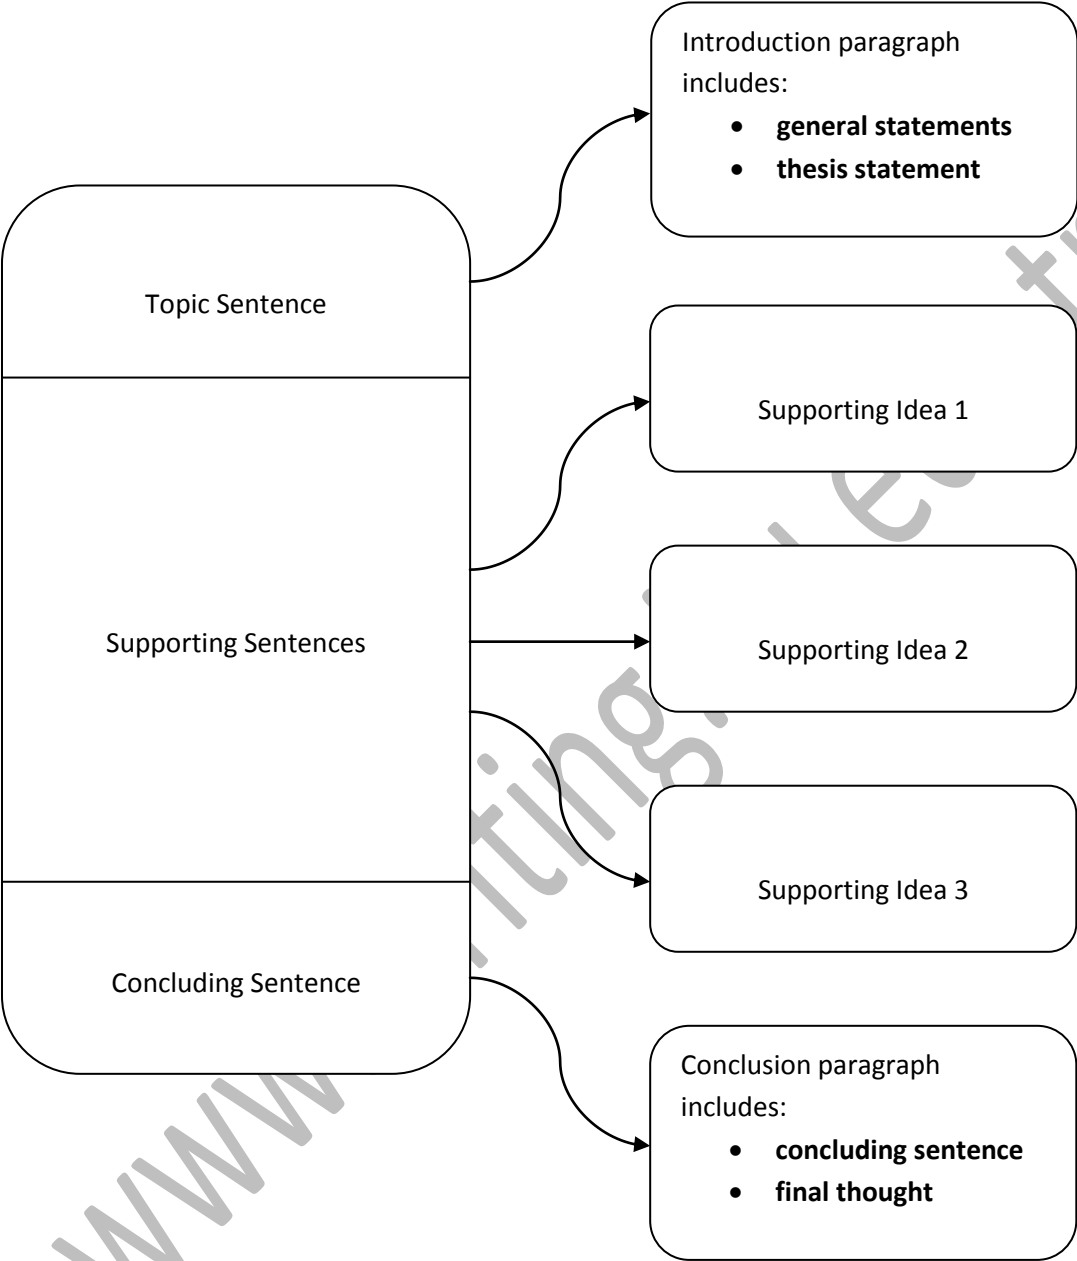 Introduction paragraph
includes:
• general statements
• thesis statement
Topic Sentence
Supporting Idea 1
Supporting Sentences
Supporting Idea 2
Supporting Idea 3
Concluding Sentence
Conclusion paragraph
includes:
• concluding sentence
• final thought